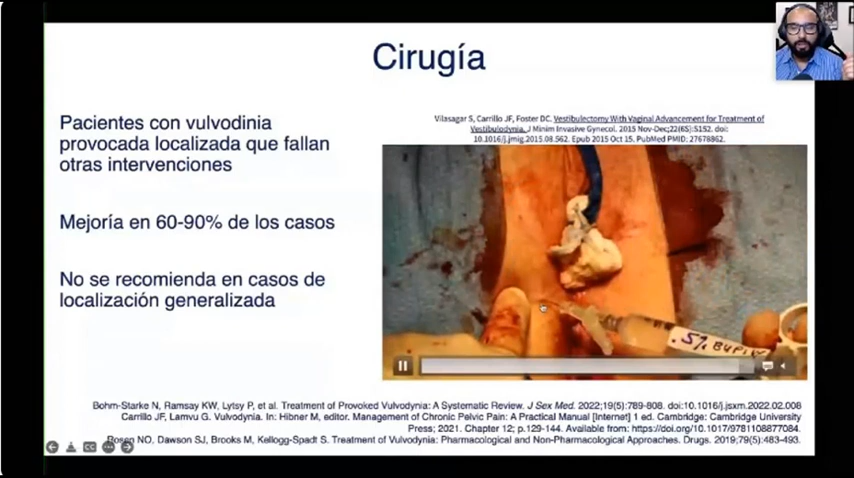 Cirugía
Pacientes con vulvodinia
provocada localizada que fallan
otras intervenciones
Mejoría en 60-90% de los casos
No se recomienda en casos de
localización generalizada
Vilasagar S, Carrillo JF, Foster DC. Vestibulectomy With Vaginal Advancement for Treatment of
Vestibulodynia. J Minim Invasive Gynecol. 2015 Nov-Dec;22(6S):S152. doi:
10.1016/j.jmig.2015.08.562. Epub 2015 Oct 15. PubMed PMID: 27678862.
.5% BUPIV
Bohm-Starke N, Ramsay KW, Lytsy P, et al. Treatment of Provoked Vulvodynia: A Systematic Review. J Sex Med. 2022;19(5):789-808. doi:10.1016/j.jsxm.2022.02.008
Carrillo JF, Lamvu G. Vulvodynia. In: Hibner M, editor. Management of Chronic Pelvic Pain: A Practical Manual [Internet] 1 ed. Cambridge: Cambridge University
Press; 2021. Chapter 12; p.129-144. Available from: https://doi.org/10.1017/9781108877084.
Rosen NO, Dawson SJ, Brooks M, Kellogg-Spadt S. Treatment of Vulvodynia: Pharmacological and Non-Pharmacological Approaches. Drugs. 2019;79(5):483-493.
CC